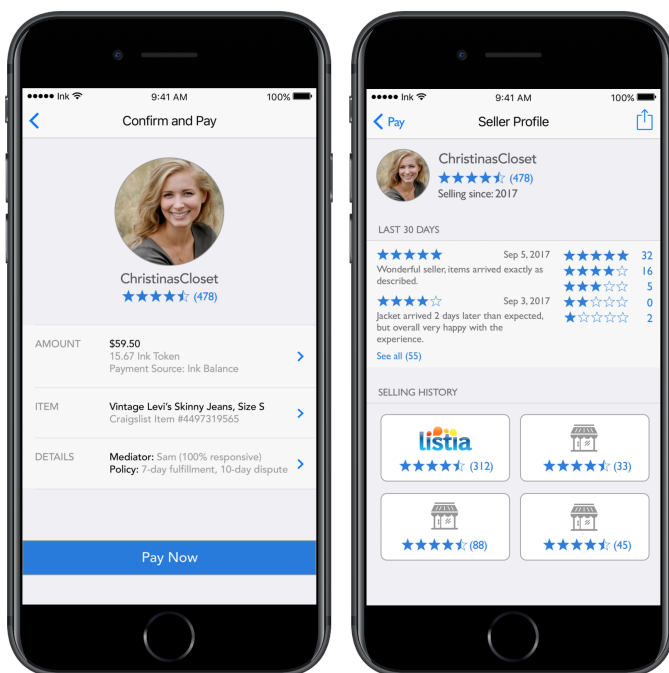 Ink
9:41 AM
100%
Confirm and Pay
ChristinasCloset
(478)
AMOUNT
$59.50
15.67 Ink Token
Payment Source: Ink Balance
ITEM
Vintage Levi's Skinny Jeans, Size S
Craigslist Item #4497319565
DETAILS
Mediator: Sam (100% responsive)
Policy: 7-day fulfillment, 10-day dispute
Pay Now
Ink
9:41 AM
100%
Pay
Seller Profile
ChristinasCloset
(478)
Selling since: 2017
LAST 30 DAYS
Sep 5, 2017
Wonderful seller, items arrived exactly as
described.
Sep 3, 2017
Jacket arrived 2 days later than expected,
but overall very happy with the
experience.
See all (55)
32
16
5
0
2
SELLING HISTORY
listia
(312)
(33)
(88)
(45)